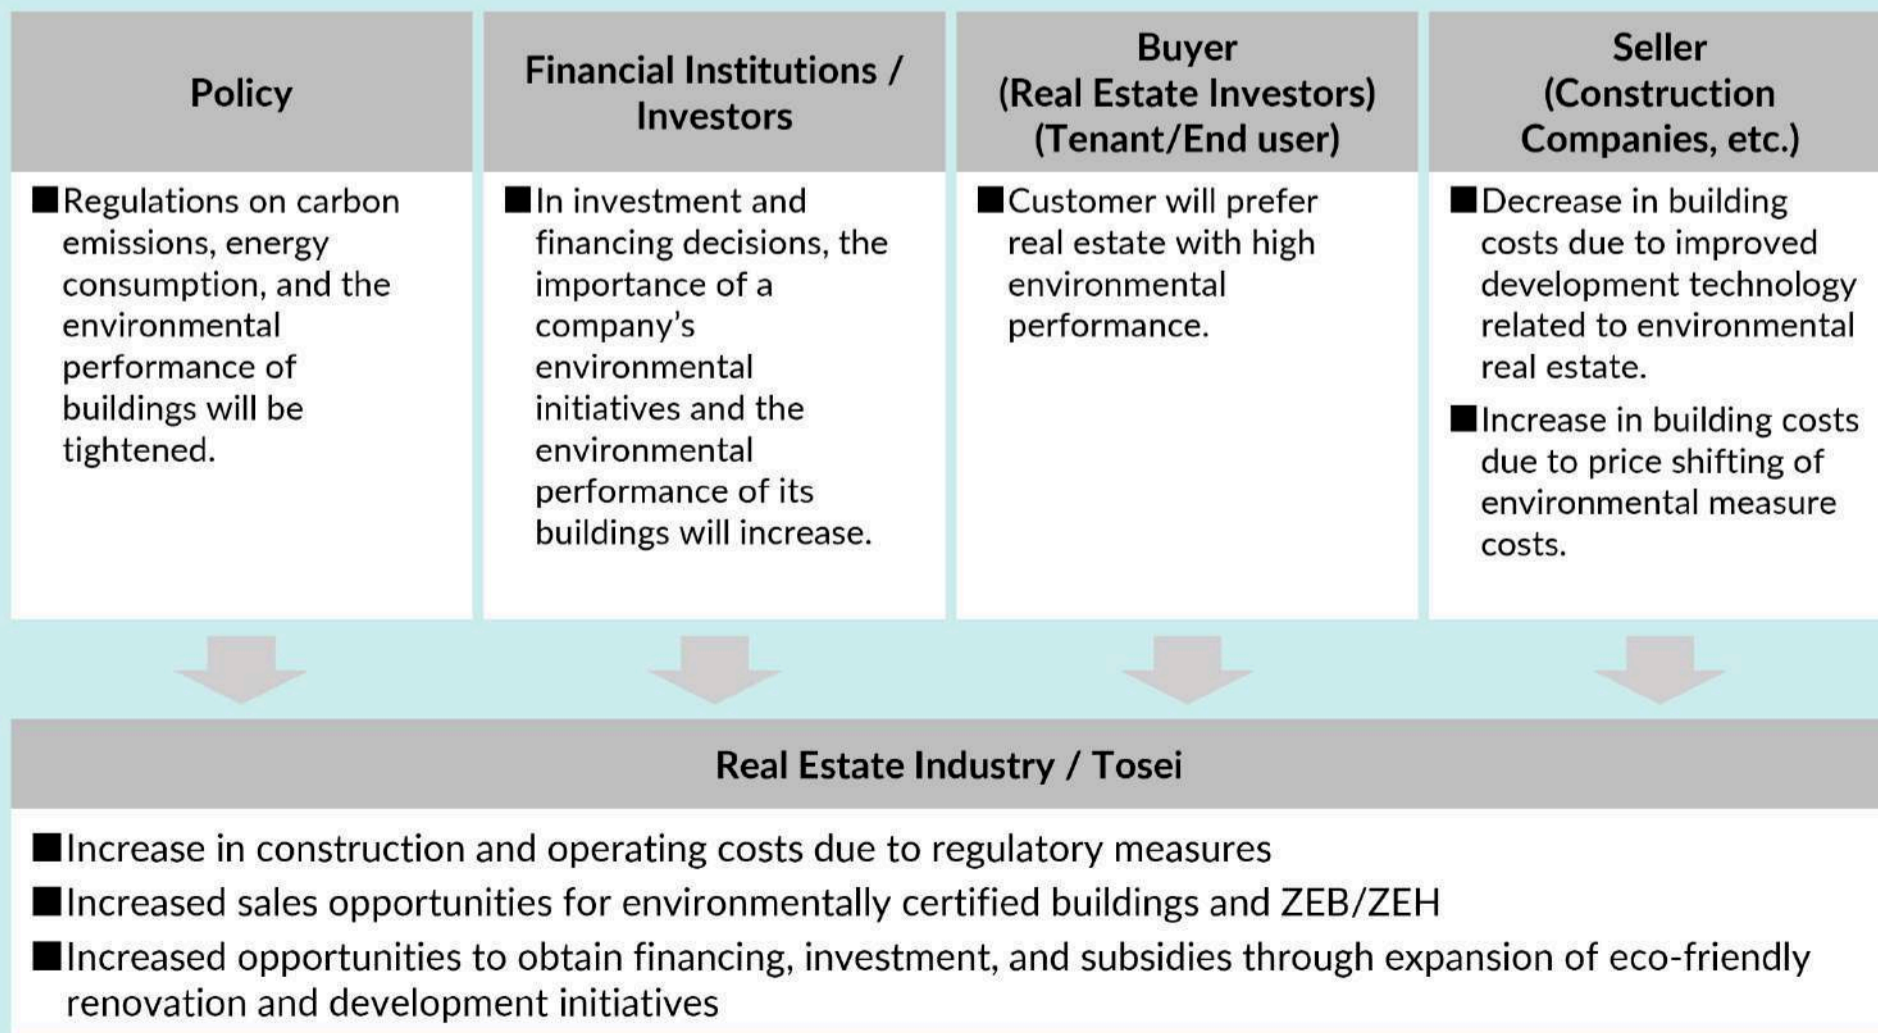 Policy
■Regulations on carbon
emissions, energy
consumption, and the
environmental
performance of
buildings will be
tightened.
Financial Institutions /
Investors
■In investment and
financing decisions, the
importance of a
company’s
environmental
initiatives and the
environmental
performance of its
buildings will increase.
Buyer
(Real Estate Investors)
(Tenant/End user)
■Customer will prefer
real estate with high
environmental
performance.
Seller
(Construction
Companies, etc.)
■Decrease in building
costs due to improved
development technology
related to environmental
real estate.
■Increase in building costs
due to price shifting of
environmental measure
costs.
Real Estate Industry / Tosei
■Increase in construction and operating costs due to regulatory measures
■Increased sales opportunities for environmentally certified buildings and ZEB/ZEH
■Increased opportunities to obtain financing, investment, and subsidies through expansion of eco-friendly
renovation and development initiatives